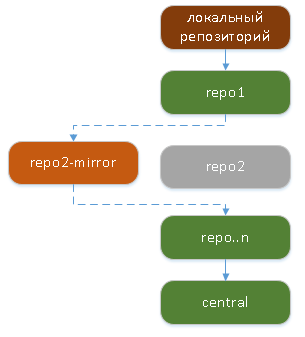 локальный
репозиторий
repo1
repo2-mirror
repo2
repo..n
central